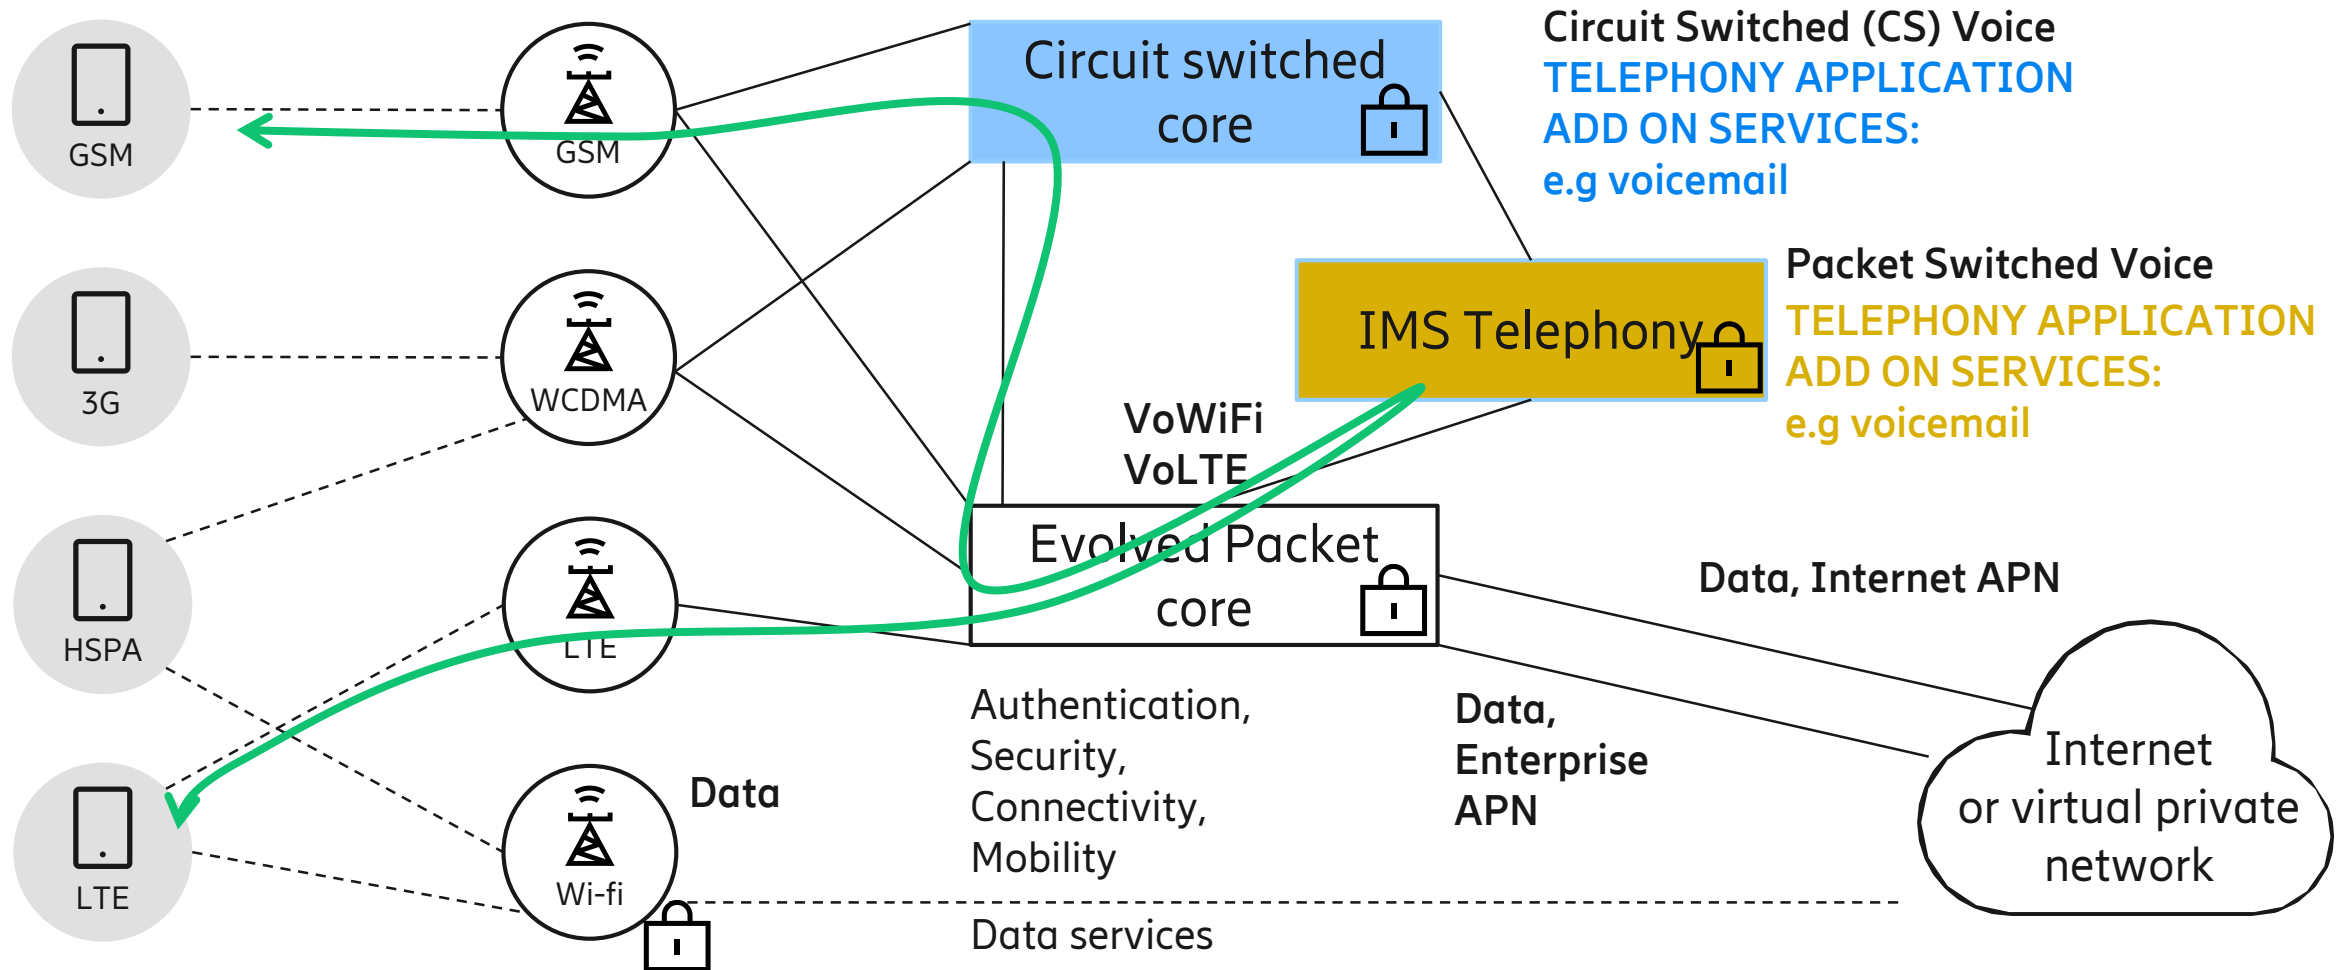 GSM
GSM
Circuit switched
core
Circuit Switched (CS) Voice
TELEPHONY APPLICATION
ADD ON SERVICES:
e.g voicemail
3G
WCDMA
IMS Telephony
Packet Switched Voice
TELEPHONY APPLICATION
ADD ON SERVICES:
e.g voicemail
VoWiFi
VoLTE
HSPA
LTE
Evolved Packet
core
Data, Internet APN
LTE
Wi-fi
Data
Authentication,
Security,
Connectivity,
Mobility
Data,
Enterprise
APN
Internet
or virtual private
network
Data services